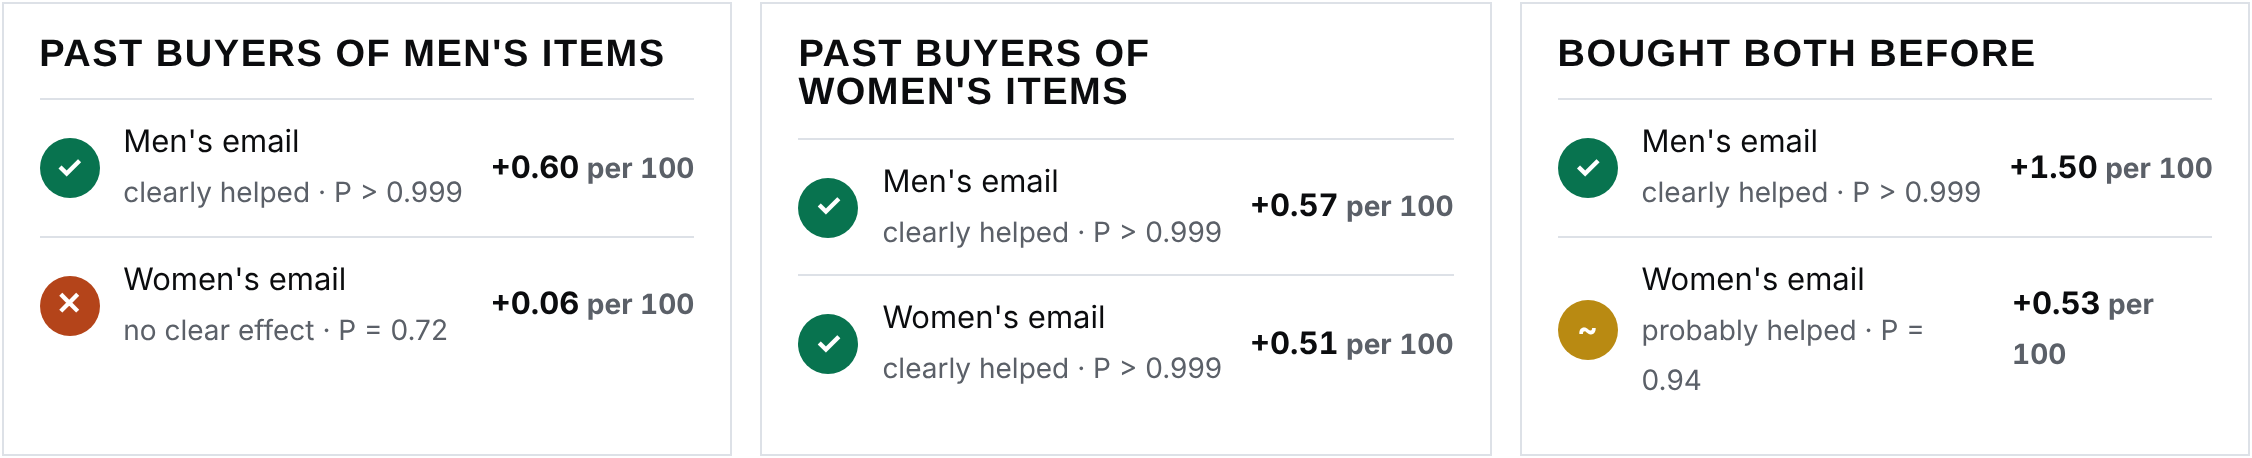 PAST BUYERS OF MEN'S ITEMS
Men's email
clearly helped · P > 0.999
+0.60 per 100
Women's email
no clear effect · P = 0.72
+0.06 per 100
PAST BUYERS OF
WOMEN'S ITEMS
Men's email
clearly helped · P > 0.999
+0.57 per 100
Women's email
clearly helped · P > 0.999
+0.51 per 100
BOUGHT BOTH BEFORE
Men's email
clearly helped · P > 0.999
+1.50 per 100
Women's email
probably helped · P =
0.94
+0.53 per
100